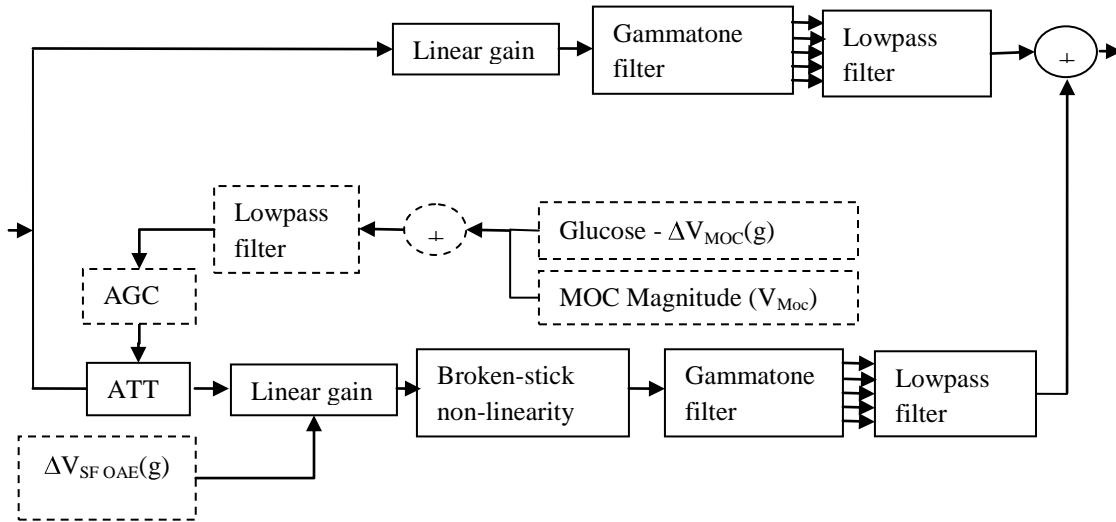 Linear gain
Gammatone
filter
Lowpass
filter
+
Lowpass
filter
+
Glucose - ΔV_MOC(g)
MOC Magnitude (V_Moc)
AGC
ATT
Linear gain
Broken-stick
non-linearity
Gammatone
filter
Lowpass
filter
ΔV_SF OAE(g)